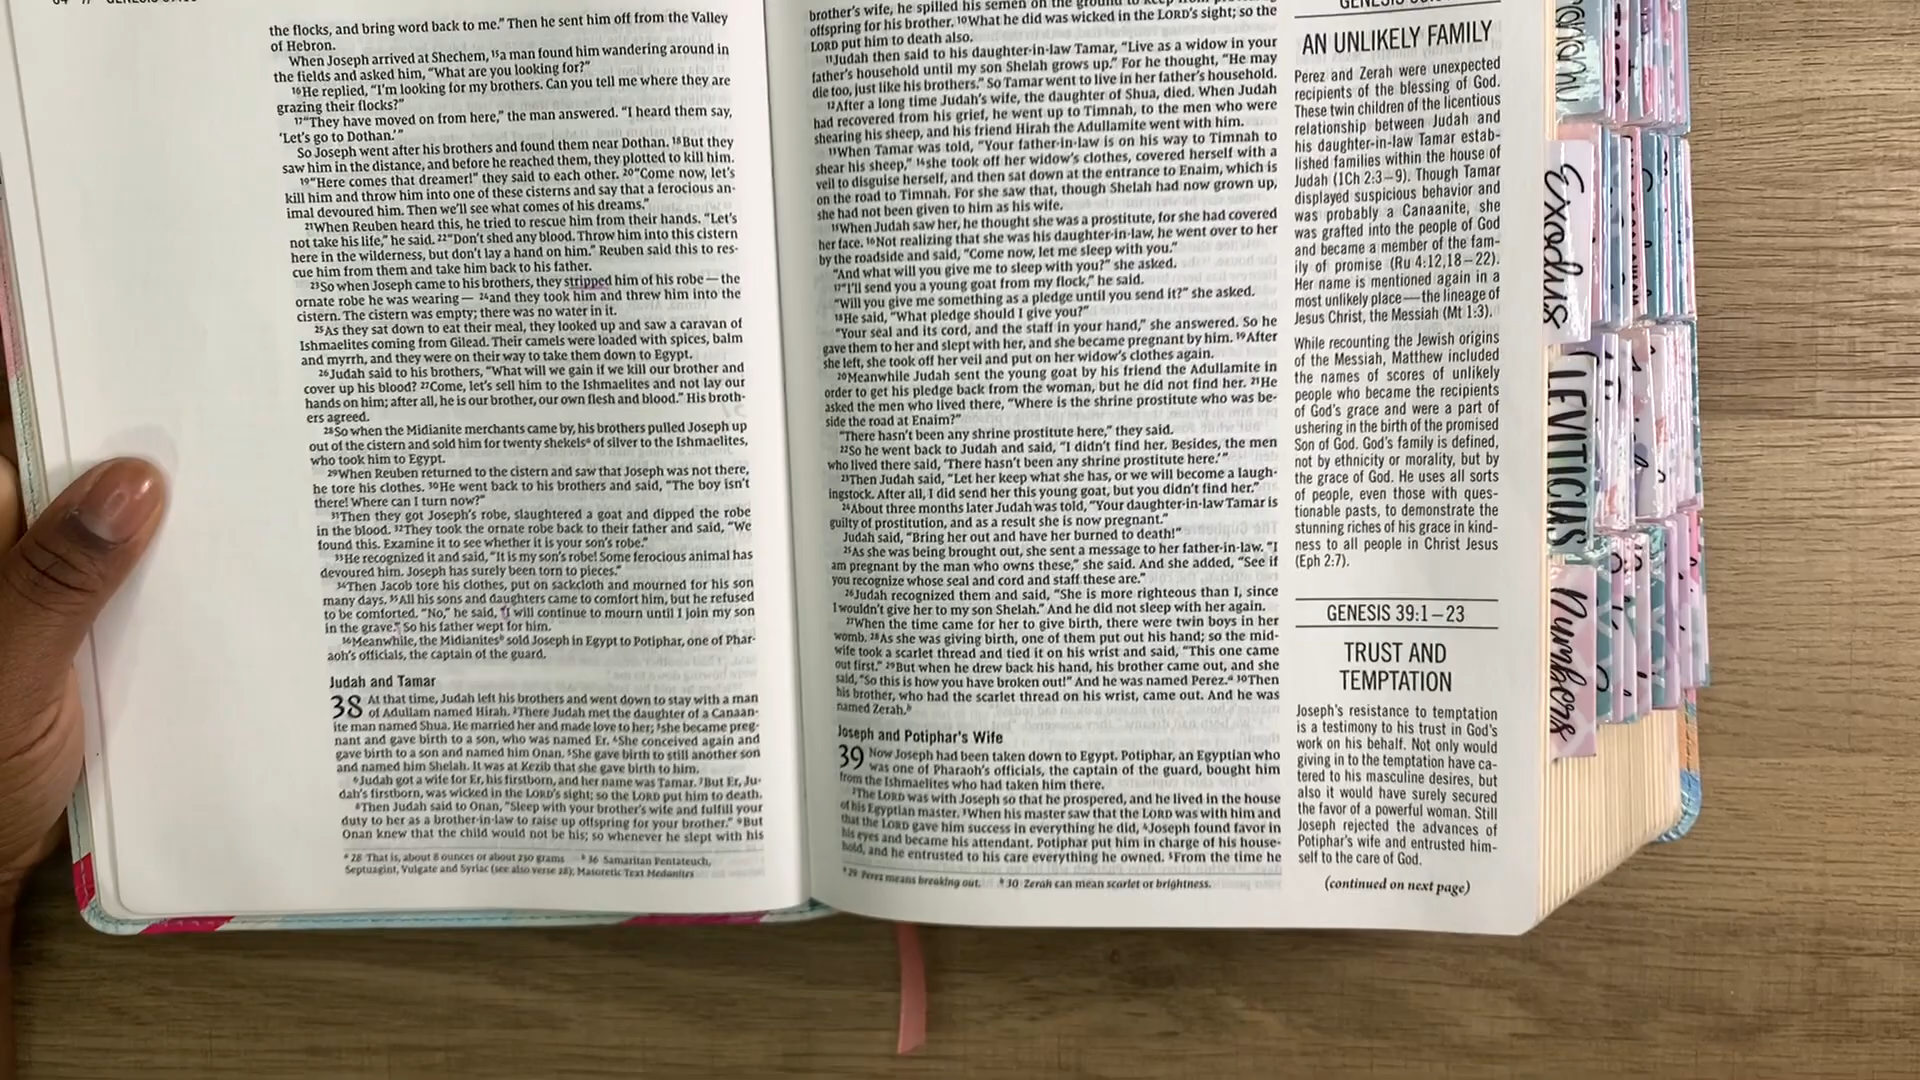 GENESIS
the flocks, and bring word back to me.” Then he sent him off from the Valley
of Hebron.
When Joseph arrived at Shechem, 15a man found him wandering around in
the fields and asked him, “What are you looking for?”
16He replied, “I’m looking for my brothers. Can you tell me where they are
grazing their flocks?”
17“They have moved on from here,” the man answered. “I heard them say,
‘Let’s go to Dothan.’”
So Joseph went after his brothers and found them near Dothan. 18But they
saw him in the distance, and before he reached them, they plotted to kill him.
19“Here comes that dreamer!” they said to each other. 20“Come now, let’s
kill him and throw him into one of these cisterns and say that a ferocious an-
imal devoured him. Then we’ll see what comes of his dreams.”
21When Reuben heard this, he tried to rescue him from their hands. “Let’s
not take his life,” he said. 22“Don’t shed any blood. Throw him into this cistern
here in the wilderness, but don’t lay a hand on him.” Reuben said this to res-
cue him from them and take him back to his father.
23So when Joseph came to his brothers, they stripped him of his robe — the
ornate robe he was wearing — 24and they took him and threw him into the
cistern. The cistern was empty; there was no water in it.
25As they sat down to eat their meal, they looked up and saw a caravan of
Ishmaelites coming from Gilead. Their camels were loaded with spices, balm
and myrrh, and they were on their way to take them down to Egypt.
26Judah said to his brothers, “What will we gain if we kill our brother and
cover up his blood? 27Come, let’s sell him to the Ishmaelites and not lay our
hands on him; after all, he is our brother, our own flesh and blood.” His broth-
ers agreed.
28So when the Midianite merchants came by, his brothers pulled Joseph up
out of the cistern and sold him for twenty shekelsa of silver to the Ishmaelites,
who took him to Egypt.
29When Reuben returned to the cistern and saw that Joseph was not there,
he tore his clothes. 30He went back to his brothers and said, “The boy isn’t
there! Where can I turn now?”
31Then they got Joseph’s robe, slaughtered a goat and dipped the robe
in the blood. 32They took the ornate robe back to their father and said, “We
found this. Examine it to see whether it is your son’s robe.”
33He recognized it and said, “It is my son’s robe! Some ferocious animal has
devoured him. Joseph has surely been torn to pieces.”
34Then Jacob tore his clothes, put on sackcloth and mourned for his son
many days. 35All his sons and daughters came to comfort him, but he refused
to be comforted. “No,” he said, “I will continue to mourn until I join my son
in the grave.” So his father wept for him.
36Meanwhile, the Midianitesb sold Joseph in Egypt to Potiphar, one of Phar-
aoh’s officials, the captain of the guard.
Judah and Tamar
38 At that time, Judah left his brothers and went down to stay with a man
of Adullam named Hirah. 2There Judah met the daughter of a Canaan-
ite man named Shua. He married her and made love to her; 3she became preg-
nant and gave birth to a son, who was named Er. 4She conceived again and
gave birth to a son and named him Onan. 5She gave birth to still another son
and named him Shelah. It was at Kezib that she gave birth to him.
6Judah got a wife for Er, his firstborn, and her name was Tamar. 7But Er, Ju-
dah’s firstborn, was wicked in the LORD’s sight; so the LORD put him to death.
8Then Judah said to Onan, “Sleep with your brother’s wife and fulfill your
duty to her as a brother-in-law to raise up offspring for your brother.” 9But
Onan knew that the child would not be his; so whenever he slept with his
a 28 That is, about 8 ounces or about 230 grams b 36 Samaritan Pentateuch,
Septuagint, Vulgate and Syriac (see also verse 28); Masoretic Text Medanites
brother’s wife, he spilled his semen on the ground to keep from
offspring for his brother. 10What he did was wicked in the LORD’s sight; so the
LORD put him to death also.
11Judah then said to his daughter-in-law Tamar, “Live as a widow in your
father’s household until my son Shelah grows up.” For he thought, “He may
die too, just like his brothers.” So Tamar went to live in her father’s household.
12After a long time Judah’s wife, the daughter of Shua, died. When Judah
had recovered from his grief, he went up to Timnah, to the men who were
shearing his sheep, and his friend Hirah the Adullamite went with him.
13When Tamar was told, “Your father-in-law is on his way to Timnah to
shear his sheep,” 14she took off her widow’s clothes, covered herself with a
veil to disguise herself, and then sat down at the entrance to Enaim, which is
on the road to Timnah. For she saw that, though Shelah had now grown up,
she had not been given to him as his wife.
15When Judah saw her, he thought she was a prostitute, for she had covered
her face. 16Not realizing that she was his daughter-in-law, he went over to her
by the roadside and said, “Come now, let me sleep with you.”
“And what will you give me to sleep with you?” she asked.
17“I’ll send you a young goat from my flock,” he said.
“Will you give me something as a pledge until you send it?” she asked.
18He said, “What pledge should I give you?”
“Your seal and its cord, and the staff in your hand,” she answered. So he
gave them to her and slept with her, and she became pregnant by him. 19After
she left, she took off her veil and put on her widow’s clothes again.
20Meanwhile Judah sent the young goat by his friend the Adullamite in
order to get his pledge back from the woman, but he did not find her. 21He
asked the men who lived there, “Where is the shrine prostitute who was be-
side the road at Enaim?”
“There hasn’t been any shrine prostitute here,” they said.
22So he went back to Judah and said, “I didn’t find her. Besides, the men
who lived there said, ‘There hasn’t been any shrine prostitute here.’”
23Then Judah said, “Let her keep what she has, or we will become a laugh-
ingstock. After all, I did send her this young goat, but you didn’t find her.”
24About three months later Judah was told, “Your daughter-in-law Tamar is
guilty of prostitution, and as a result she is now pregnant.”
Judah said, “Bring her out and have her burned to death!”
25As she was being brought out, she sent a message to her father-in-law. “I
am pregnant by the man who owns these,” she said. And she added, “See if
you recognize whose seal and cord and staff these are.”
26Judah recognized them and said, “She is more righteous than I, since
I wouldn’t give her to my son Shelah.” And he did not sleep with her again.
27When the time came for her to give birth, there were twin boys in her
womb. 28As she was giving birth, one of them put out his hand; so the mid-
wife took a scarlet thread and tied it on his wrist and said, “This one came
out first.” 29But when he drew back his hand, his brother came out, and she
said, “So this is how you have broken out!” And he was named Perez.a 30Then
his brother, who had the scarlet thread on his wrist, came out. And he was
named Zerah.b
Joseph and Potiphar’s Wife
39 Now Joseph had been taken down to Egypt. Potiphar, an Egyptian who
was one of Pharaoh’s officials, the captain of the guard, bought him
from the Ishmaelites who had taken him there.
2The LORD was with Joseph so that he prospered, and he lived in the house
of his Egyptian master. 3When his master saw that the LORD was with him and
that the LORD gave him success in everything he did, 4Joseph found favor in
his eyes and became his attendant. Potiphar put him in charge of his house-
hold, and he entrusted to his care everything he owned. 5From the time he
a 29 Perez means breaking out. b 30 Zerah can mean scarlet or brightness.
GENESIS
AN UNLIKELY FAMILY
Perez and Zerah were unexpected
recipients of the blessing of God.
These twin children of the licentious
relationship between Judah and
his daughter-in-law Tamar estab-
lished families within the house of
Judah (1Ch 2:3–9). Though Tamar
displayed suspicious behavior and
was probably a Canaanite, she
was grafted into the people of God
and became a member of the fam-
ily of promise (Ru 4:12,18–22).
Her name is mentioned again in a
most unlikely place—the lineage of
Jesus Christ, the Messiah (Mt 1:3).
While recounting the Jewish origins
of the Messiah, Matthew included
the names of scores of unlikely
people who became the recipients
of God’s grace and were a part of
ushering in the birth of the promised
Son of God. God’s family is defined,
not by ethnicity or morality, but by
the grace of God. He uses all sorts
of people, even those with ques-
tionable pasts, to demonstrate the
stunning riches of his grace in kind-
ness to all people in Christ Jesus
(Eph 2:7).
GENESIS 39:1–23
TRUST AND
TEMPTATION
Joseph’s resistance to temptation
is a testimony to his trust in God’s
work on his behalf. Not only would
giving in to the temptation have ca-
tered to his masculine desires, but
also it would have surely secured
the favor of a powerful woman. Still
Joseph rejected the advances of
Potiphar’s wife and entrusted him-
self to the care of God.
(continued on next page)
Exodus
LEVITICUS
Numbers